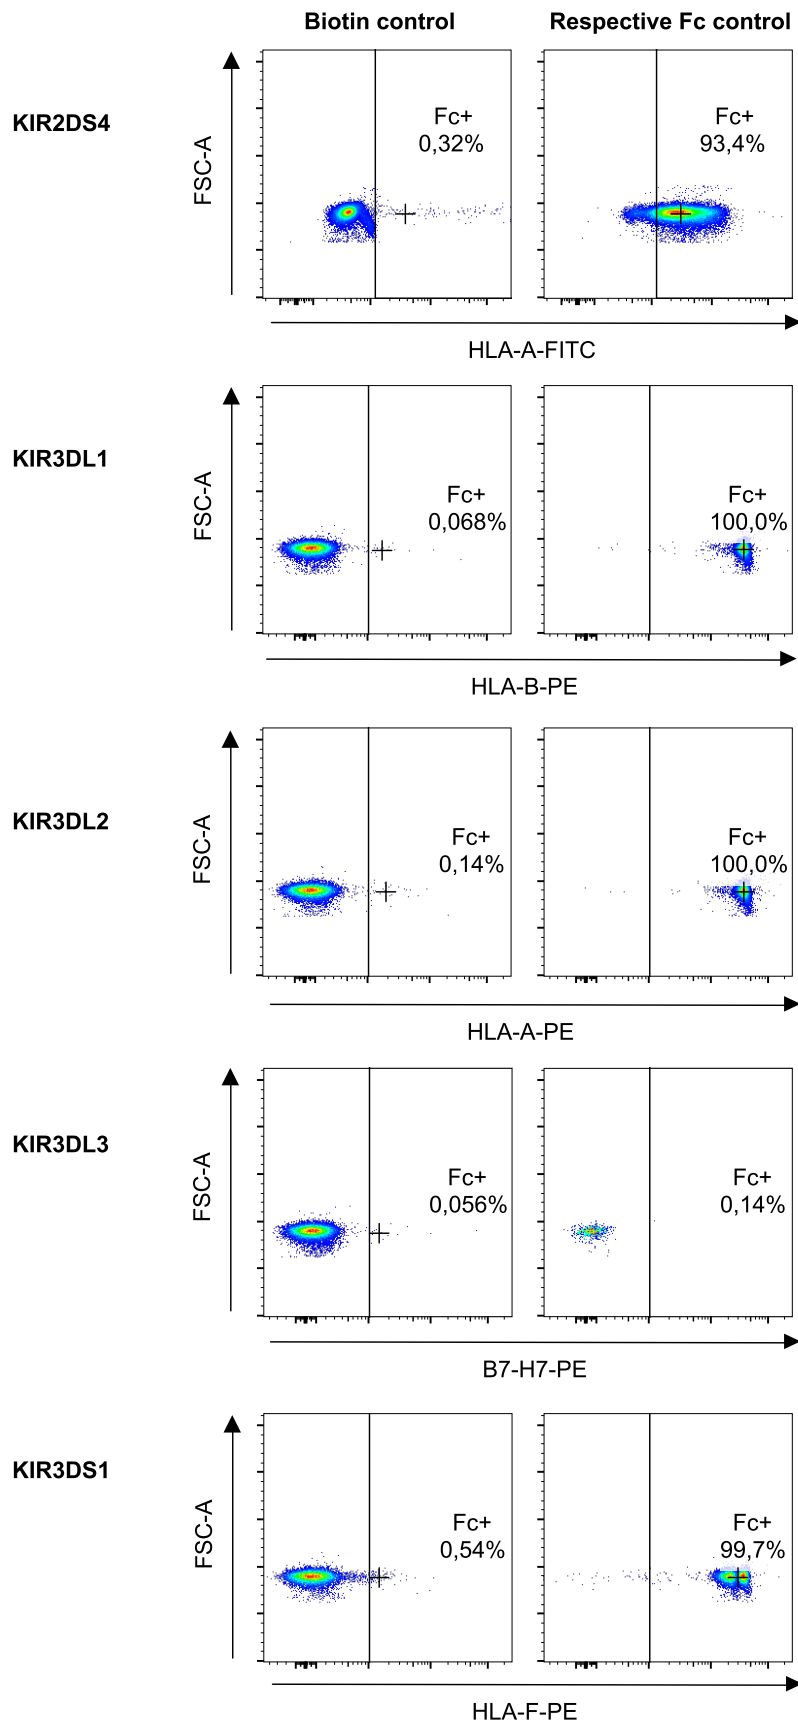 Biotin control
Respective Fc control
KIR2DS4
FSC-A
Fc+
0,32%
Fc+
93,4%
HLA-A-FITC
KIR3DL1
FSC-A
Fc+
0,068%
Fc+
100,0%
HLA-B-PE
KIR3DL2
FSC-A
Fc+
0,14%
Fc+
100,0%
HLA-A-PE
KIR3DL3
FSC-A
Fc+
0,056%
Fc+
0,14%
B7-H7-PE
KIR3DS1
FSC-A
Fc+
0,54%
Fc+
99,7%
HLA-F-PE